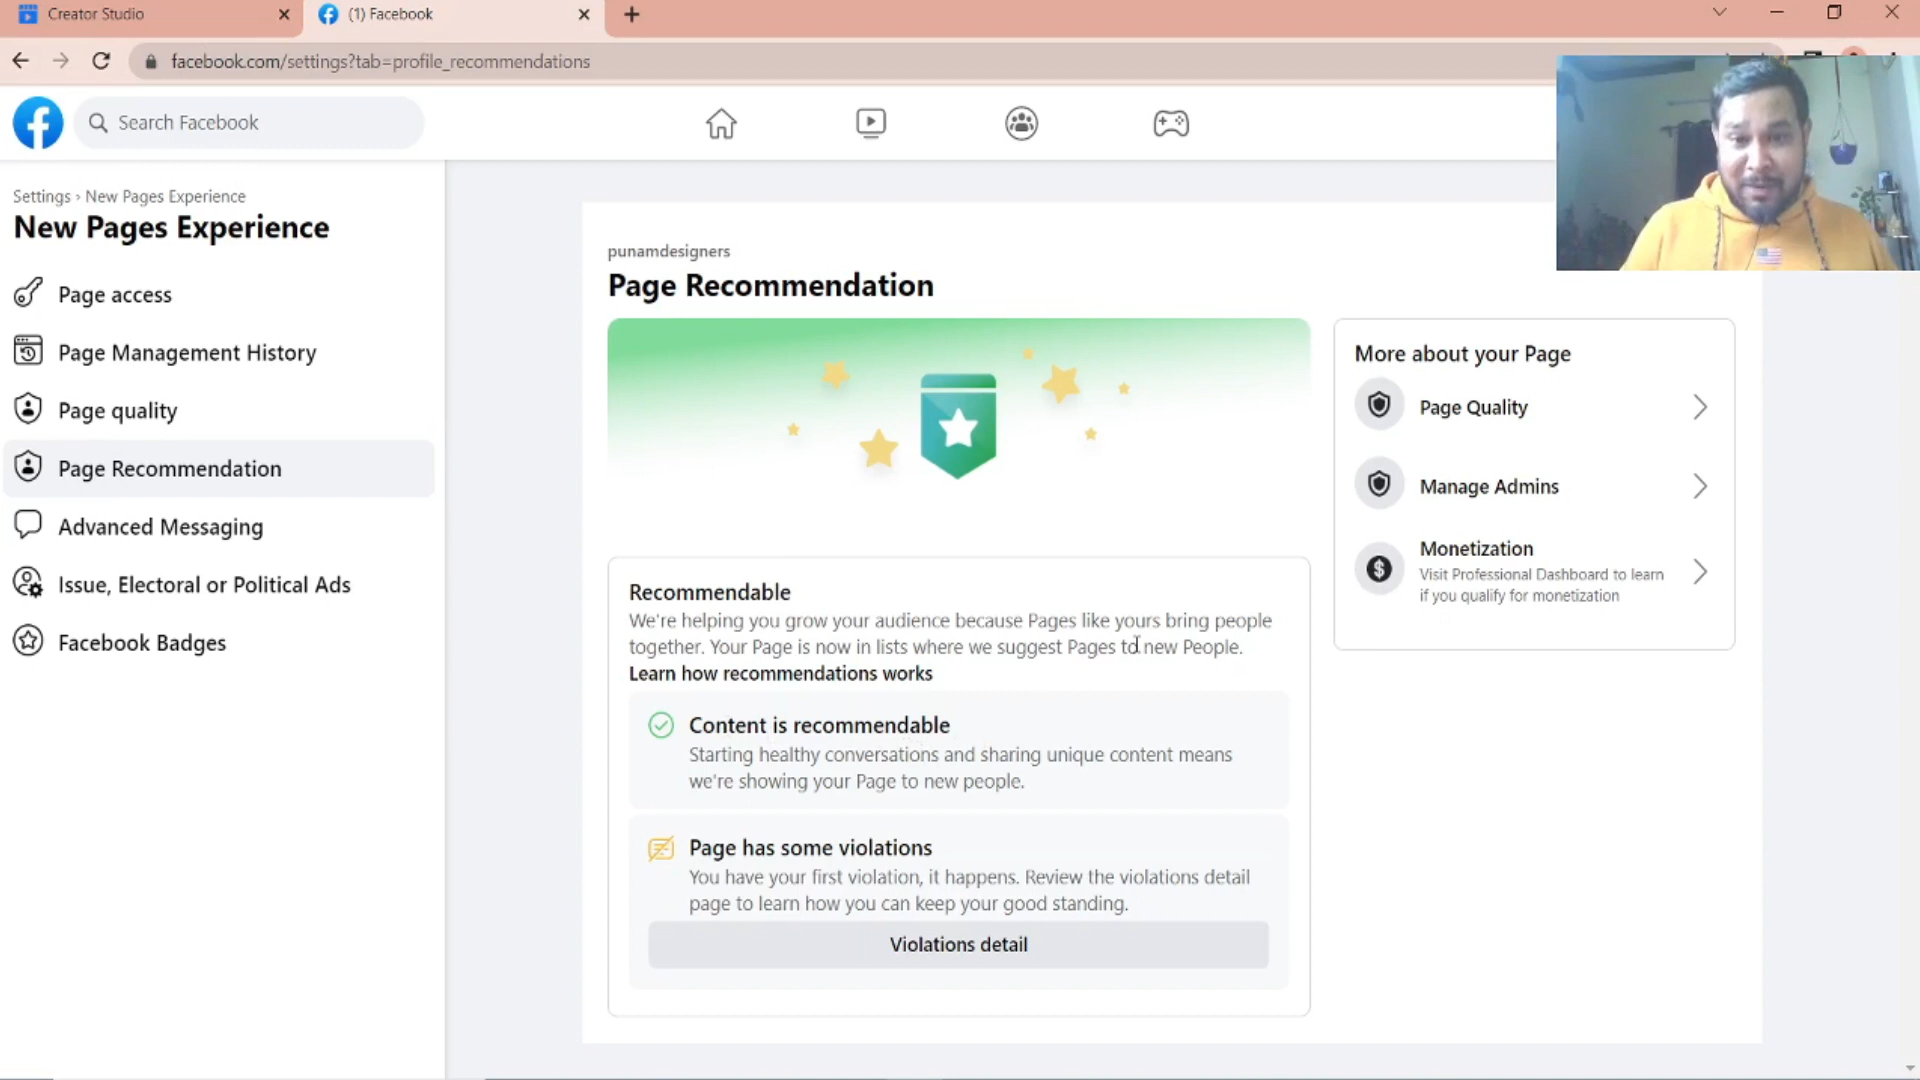 Creator Studio
(1) Facebook
facebook.com/settings?tab=profile_recommendations
Search Facebook
Settings › New Pages Experience
New Pages Experience
Page access
Page Management History
Page quality
Page Recommendation
Advanced Messaging
Issue, Electoral or Political Ads
Facebook Badges
punamdesigners
Page Recommendation
Recommendable
We're helping you grow your audience because Pages like yours bring people
together. Your Page is now in lists where we suggest Pages to new People.
Learn how recommendations works
Content is recommendable
Starting healthy conversations and sharing unique content means
we're showing your Page to new people.
Page has some violations
You have your first violation, it happens. Review the violations detail
page to learn how you can keep your good standing.
Violations detail
More about your Page
Page Quality
Manage Admins
Monetization
Visit Professional Dashboard to learn
if you qualify for monetization